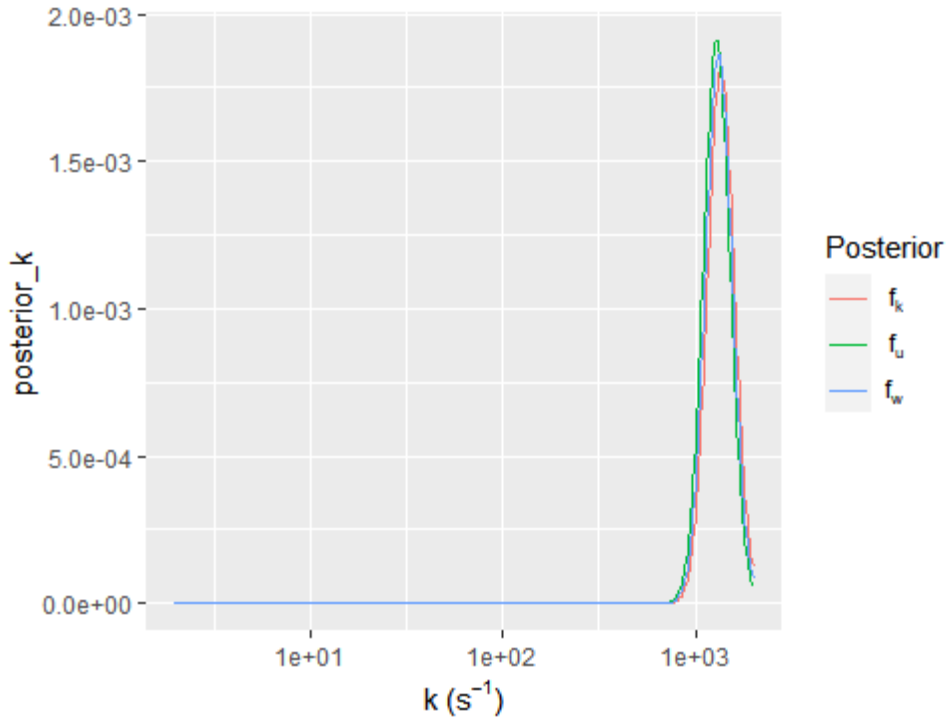 2.0e-03
1.5e-03
1.0e-03
5.0e-04
0.0e+00
posterior_k
1e+01 1e+02 1e+03
k (s⁻¹)
Posterior
fₖ
fᵤ
f_w